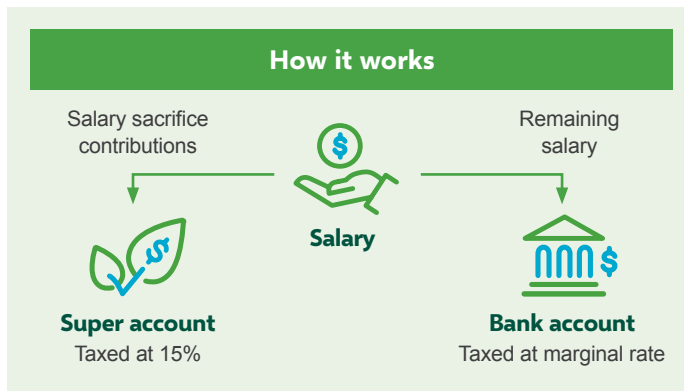 How it works
Salary sacrifice
contributions
$
Remaining
salary
Salary
$
$
Super account
Taxed at 15%
Bank account
Taxed at marginal rate